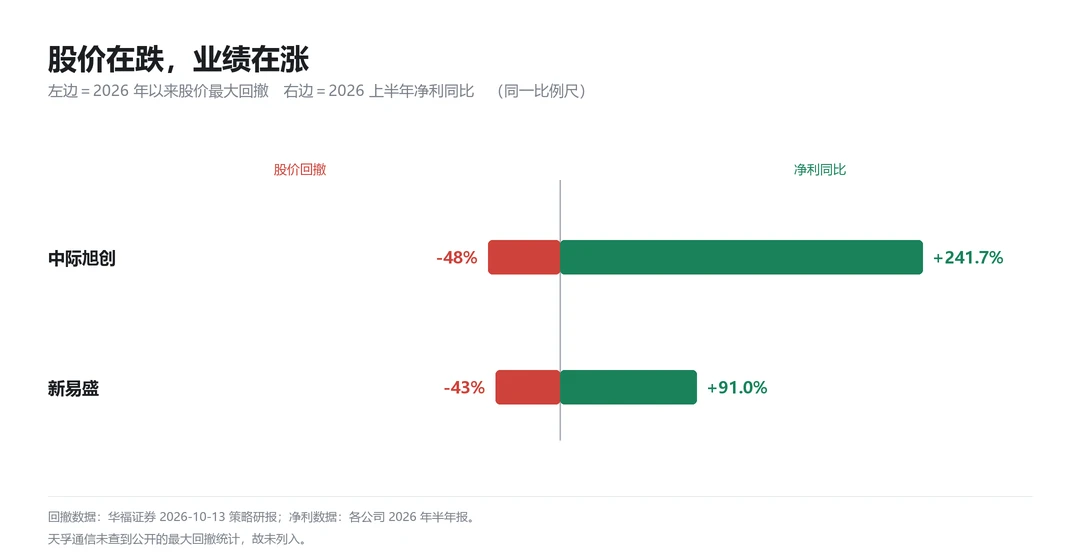 股价在跌，业绩在涨
左边＝2026 年以来股价最大回撤　右边＝2026 上半年净利同比　（同一比例尺）
股价回撤
净利同比
中际旭创
-48%
+241.7%
新易盛
-43%
+91.0%
回撤数据：华福证券 2026-10-13 策略研报；净利数据：各公司 2026 年半年报。
天孚通信未查到公开的最大回撤统计，故未列入。